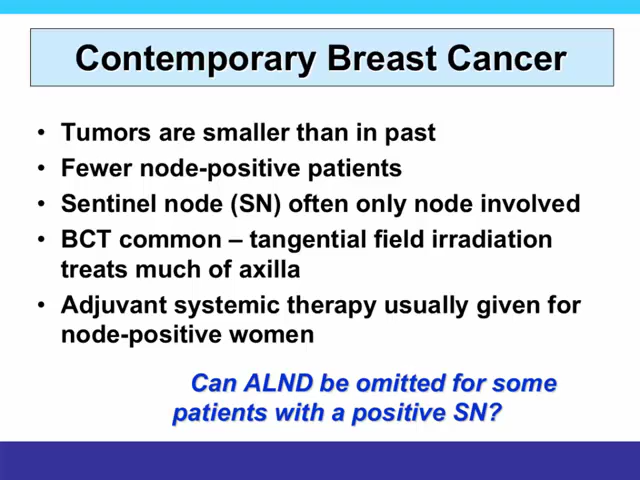 Contemporary Breast Cancer
• Tumors are smaller than in past
• Fewer node-positive patients
• Sentinel node (SN) often only node involved
• BCT common – tangential field irradiation
treats much of axilla
• Adjuvant systemic therapy usually given for
node-positive women
Can ALND be omitted for some
patients with a positive SN?